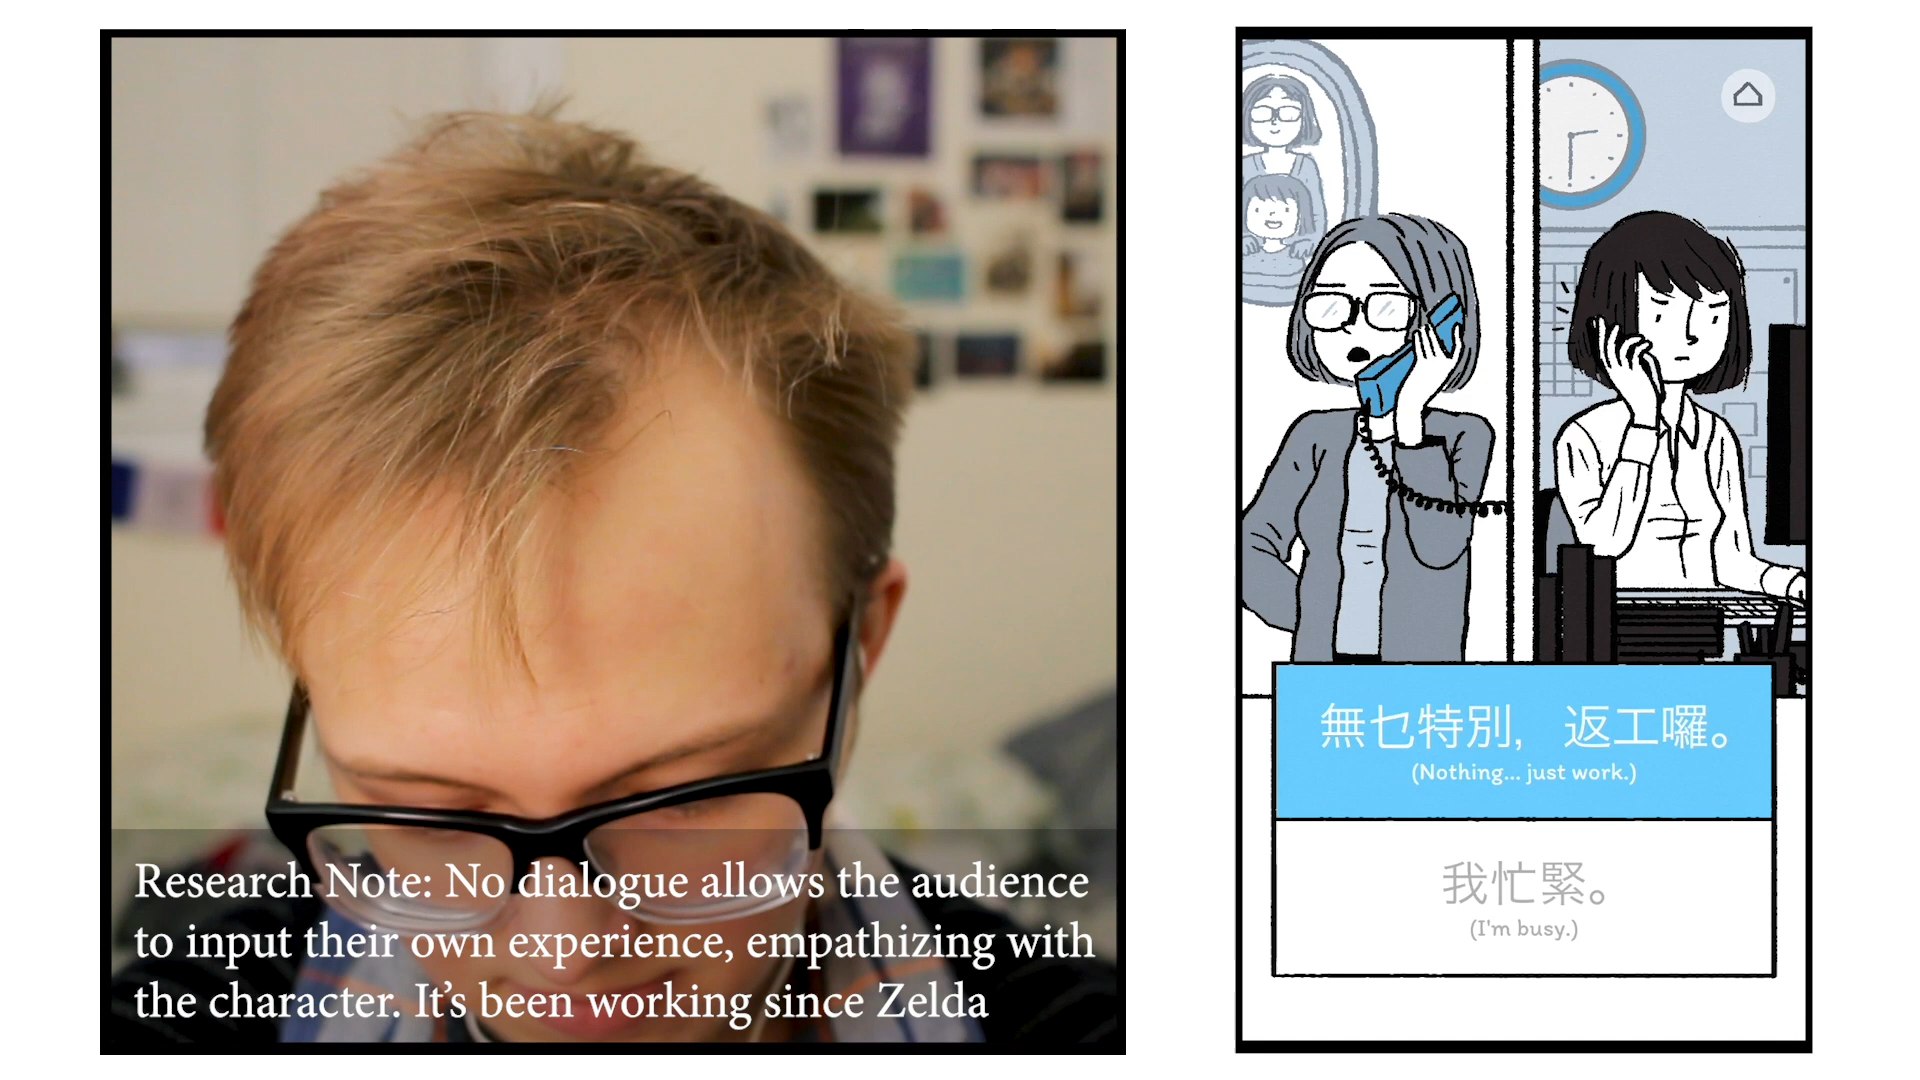 Research Note: No dialogue allows the audience
to input their own experience, empathizing with
the character. It’s been working since Zelda
無乜特別， 返工囉。
(Nothing... just work.)
我忙緊。
(I'm busy.)